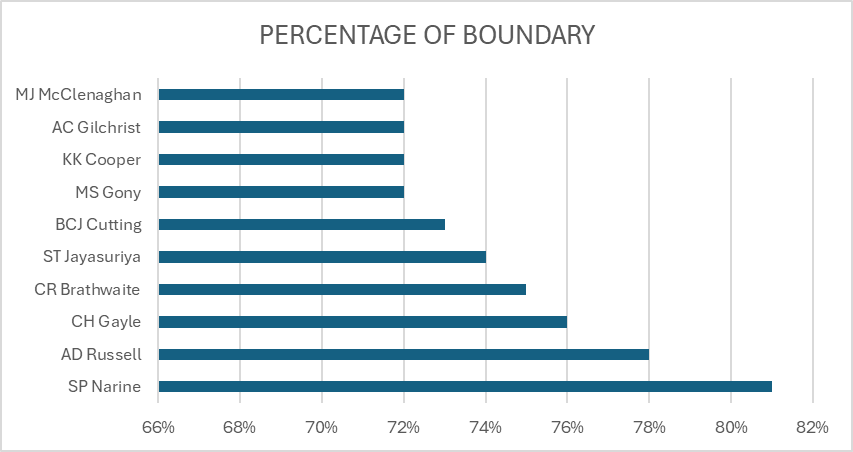 PERCENTAGE OF BOUNDARY
MJ McClenaghan
AC Gilchrist
KK Cooper
MS Gony
BCJ Cutting
ST Jayasuriya
CR Brathwaite
CH Gayle
AD Russell
SP Narine
66% 68% 70% 72% 74% 76% 78% 80% 82%